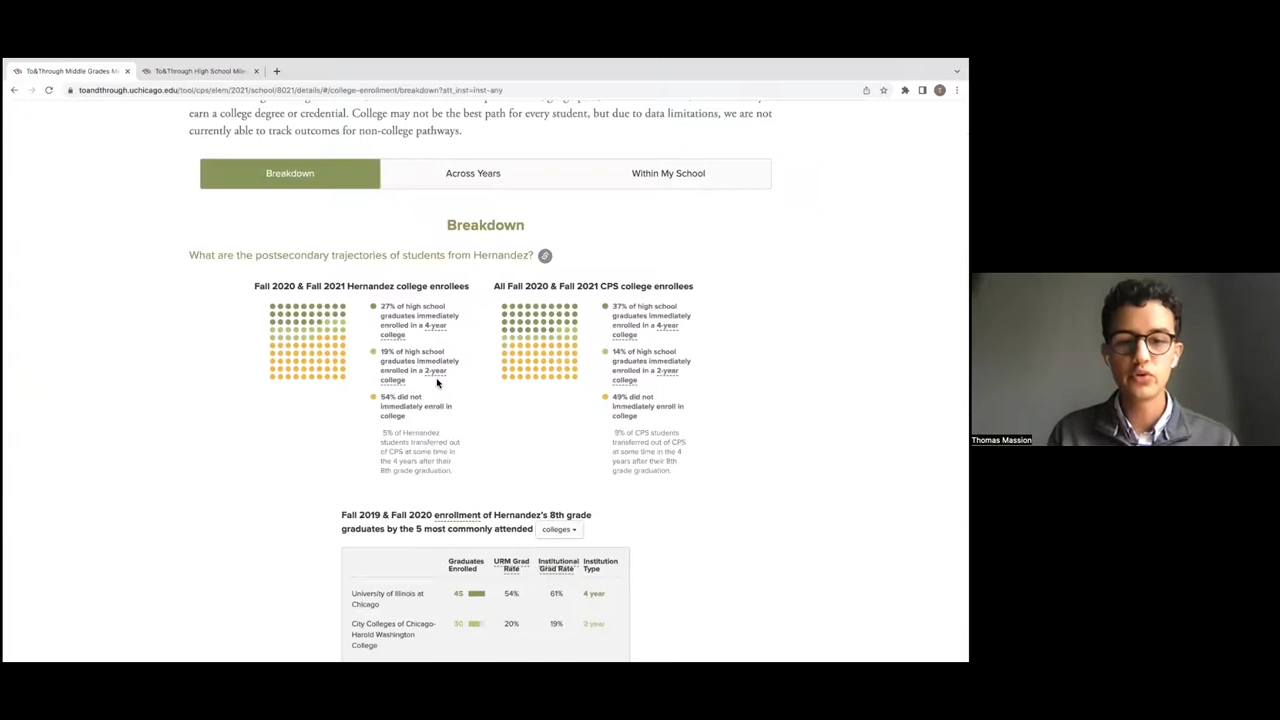 To&Through Middle Grades M
To&Through High School Mile
toandthrough.uchicago.edu/tool/cps/elem/2021/school/8021/details/#/college-enrollment/breakdown?att_inst=inst-any
T
earn a college degree or credential. College may not be the best path for every student, but due to data limitations, we are not
currently able to track outcomes for non-college pathways.
Breakdown
Across Years
Within My School
Breakdown
What are the postsecondary trajectories of students from Hernandez?
Fall 2020 & Fall 2021 Hernandez college enrollees
27% of high school
graduates immediately
enrolled in a 4-year
college
19% of high school
graduates immediately
enrolled in a 2-year
college
54% did not
immediately enroll in
college
5% of Hernandez
students transferred out
of CPS at some time in
the 4 years after their
8th grade graduation.
All Fall 2020 & Fall 2021 CPS college enrollees
37% of high school
graduates immediately
enrolled in a 4-year
college
14% of high school
graduates immediately
enrolled in a 2-year
college
49% did not
immediately enroll in
college
9% of CPS students
transferred out of CPS
at some time in the 4
years after their 8th
grade graduation.
Fall 2019 & Fall 2020 enrollment of Hernandez's 8th grade
graduates by the 5 most commonly attended colleges
Graduates Enrolled URM Grad Rate Institutional Grad Rate Institution Type
University of Illinois at Chicago 45 54% 61% 4 year
City Colleges of Chicago- Harold Washington College 30 20% 19% 2 year
Thomas Massion